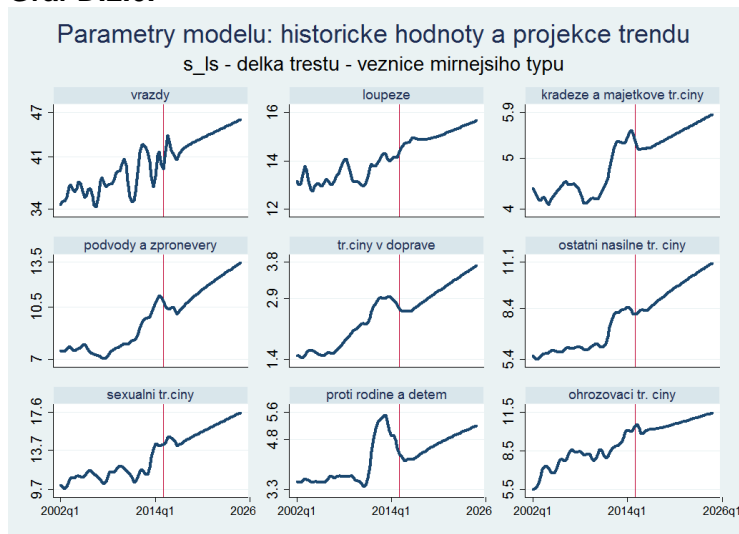 Parametry modelu: historicke hodnoty a projekce trendu
s_ls - delka trestu - veznice mirnejsiho typu
vrazdy
loupeze
kradeze a majetkove tr.ciny
47
41
34
16
14
12
5.9
5
4
podvody a zpronevery
tr.ciny v doprave
ostatni nasilne tr. ciny
13.5
10.5
7
3.8
2.9
1.4
11.1
8.4
5.4
sexualni tr.ciny
proti rodine a detem
ohrozovaci tr. ciny
17.6
13.7
9.7
5.6
4.8
3.3
11.5
8.5
5.5
2002q1 2014q1 2026
2002q1 2014q1 2026
2002q1 2014q1 2026q1